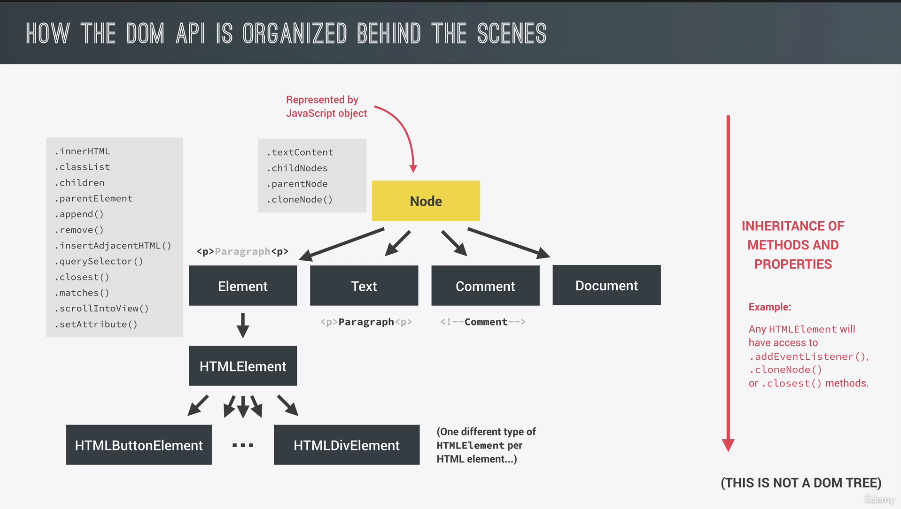 HOW THE DOM API IS ORGANIZED BEHIND THE SCENES
Represented by
JavaScript object
.innerHTML
.classList
.children
.parentElement
.append()
.remove()
.insertAdjacentHTML()
.querySelector()
.closest()
.matches()
.scrollIntoView()
.setAttribute()
.textContent
.childNodes
.parentNode
.cloneNode()
Node
<p>Paragraph<p>
Element
Text
Comment
Document
<p>Paragraph<p>
<!--Comment-->
HTMLElement
HTMLButtonElement
...
HTMLDivElement
(One different type of
HTMLElement per
HTML element...)
INHERITANCE OF
METHODS AND
PROPERTIES
Example:
Any HTMLElement will
have access to
.addEventListener(),
.cloneNode()
or .closest() methods.
(THIS IS NOT A DOM TREE)
Udemy